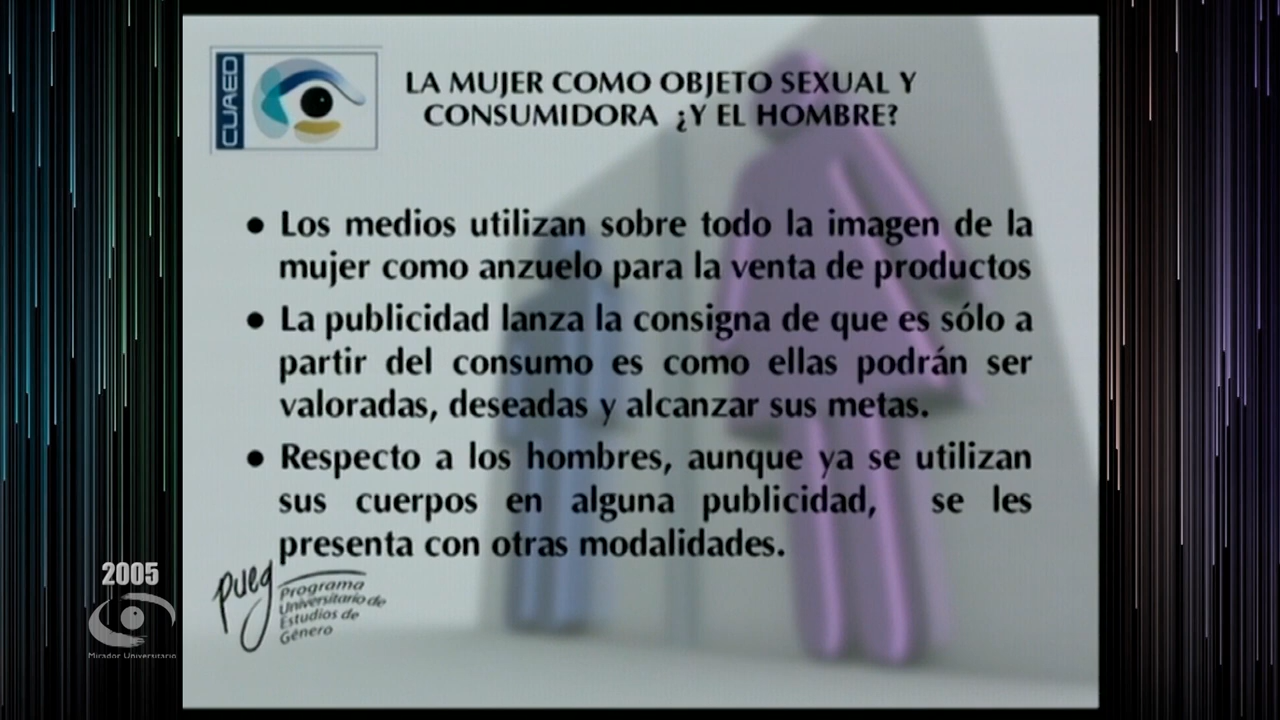 CUAED
LA MUJER COMO OBJETO SEXUAL Y
CONSUMIDORA ¿Y EL HOMBRE?
● Los medios utilizan sobre todo la imagen de la
mujer como anzuelo para la venta de productos
● La publicidad lanza la consigna de que es sólo a
partir del consumo es como ellas podrán ser
valoradas, deseadas y alcanzar sus metas.
● Respecto a los hombres, aunque ya se utilizan
sus cuerpos en alguna publicidad, se les
presenta con otras modalidades.
pueg
Programa
Universitario de
Estudios de
Género
2005
Mirador Universitario